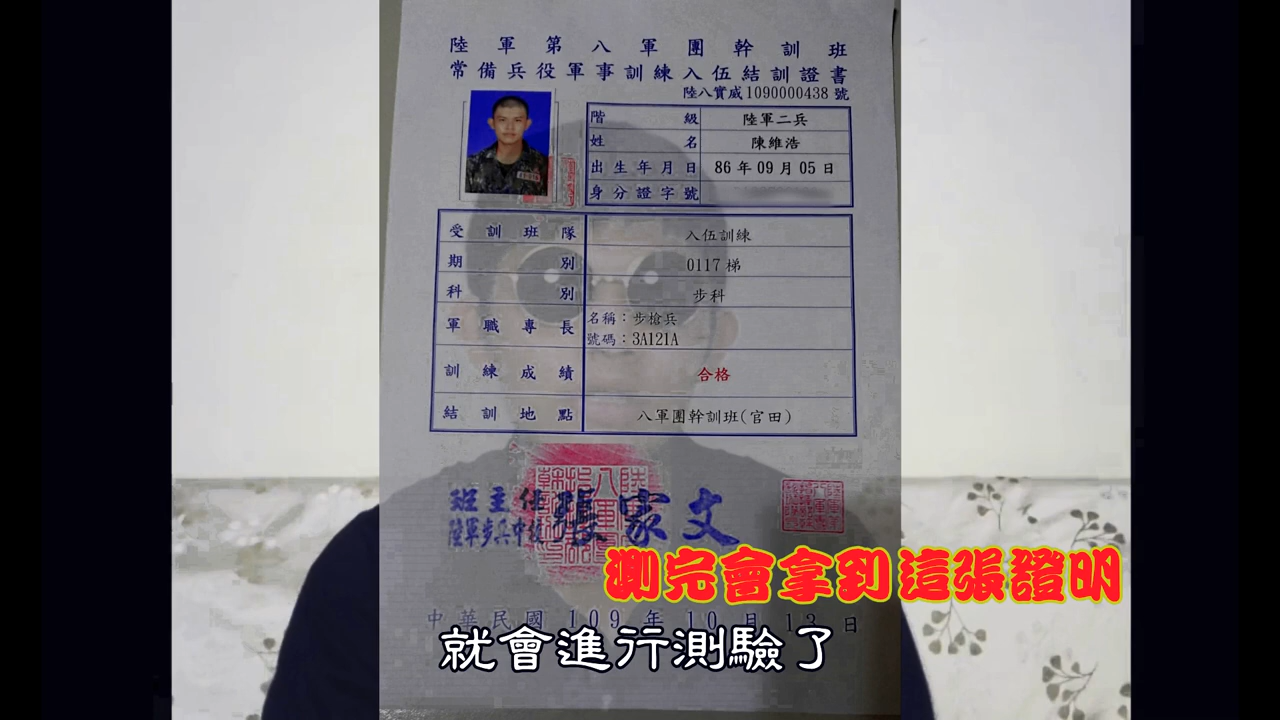 陸軍第八軍團幹訓班
常備兵役軍事訓練入伍結訓證書
陸八實威1090000438號
階級 陸軍二兵
姓名 陳維浩
出生年月日 86年09月05日
身分證字號
受訓班隊 入伍訓練
期別 0117梯
科別 步科
軍職專長 名稱：步槍兵
號碼：3A121A
訓練成績 合格
結訓地點 八軍團幹訓班(官田)
班主任 張家文
陸軍步兵中校
測完會拿到這張證明
中華民國109年10月13日
就會進行測驗了